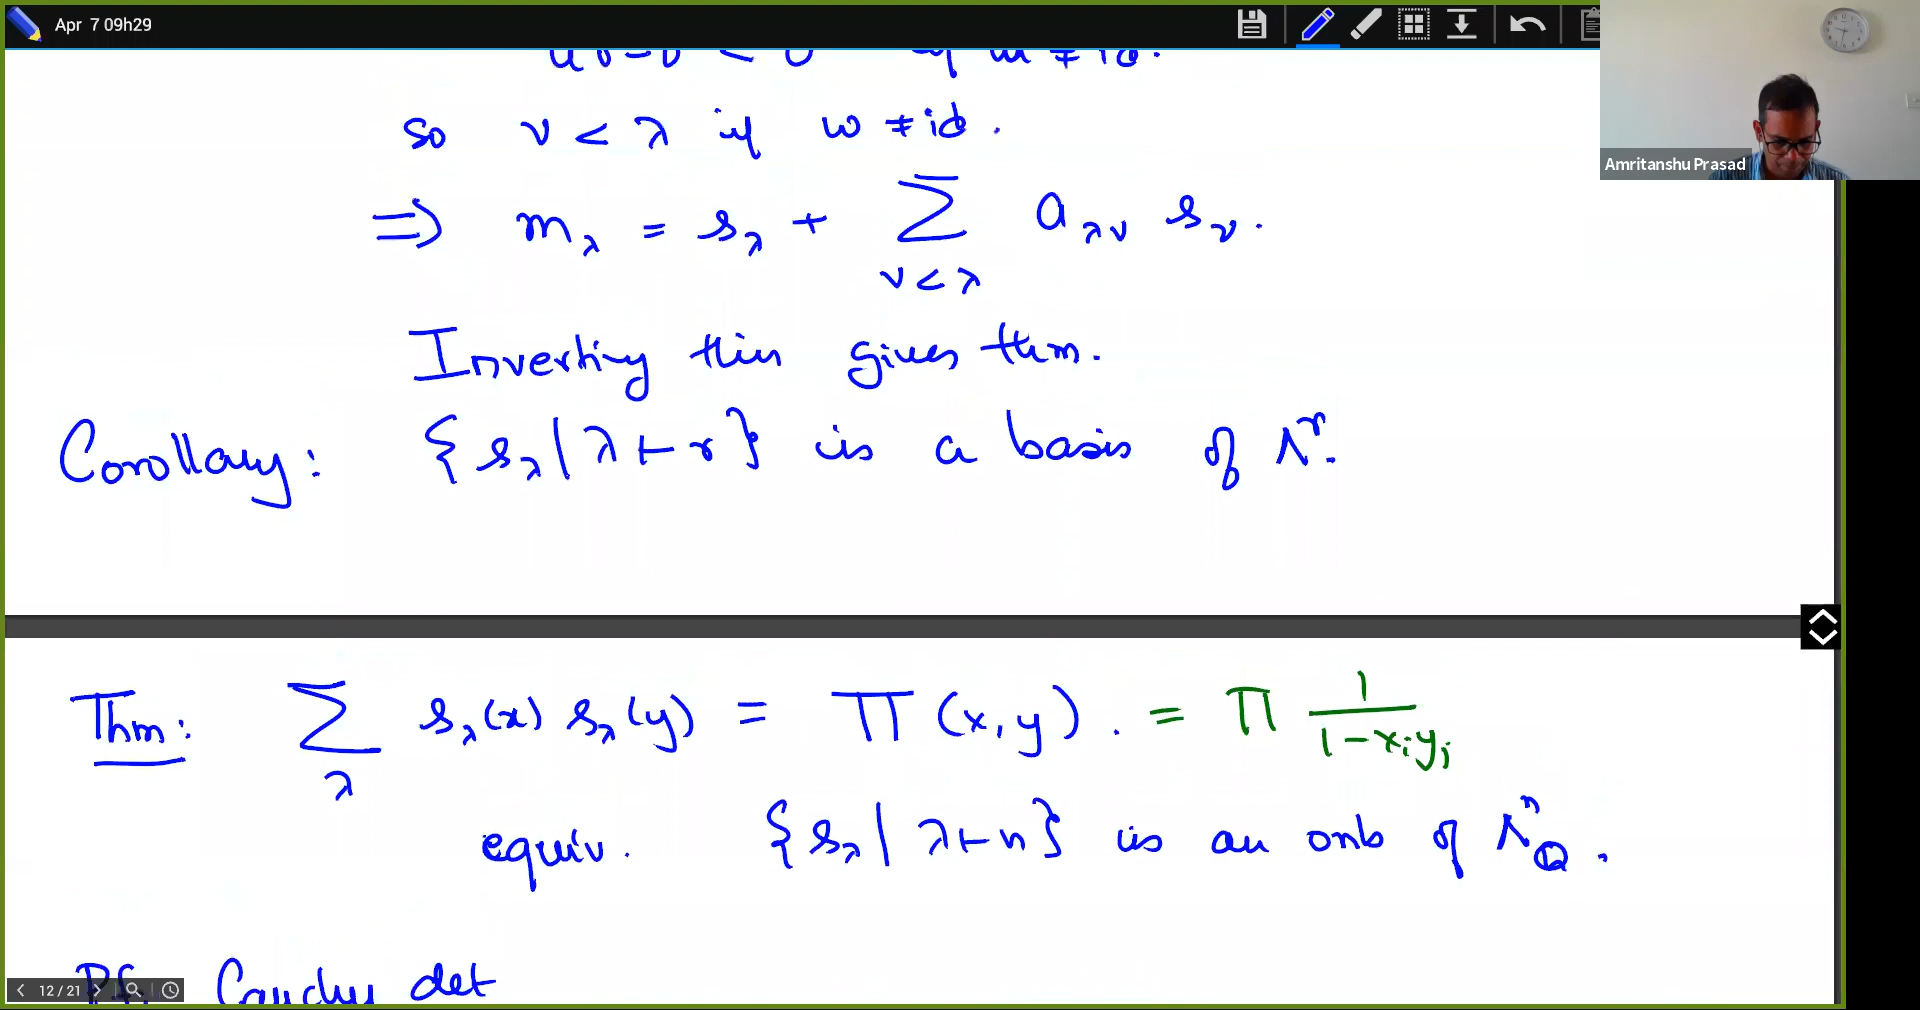 Apr 7 09h29
Amritanshu Prasad
so ν < λ if w ≠ id.
⇒ m_λ = s_λ + Σ_{ν<λ} a_{λν} s_ν.
Inverting this gives thm.
Corollary: {s_λ | λ ⊢ r} is a basis of Λ^r.
Thm: Σ_λ s_λ(x) s_λ(y) = Π(x,y). = Π 1/(1-x_i y_j)
equiv. {s_λ | λ ⊢ n} is an onb of Λ^n_ℚ.
Pf. Cauchy det
12/21